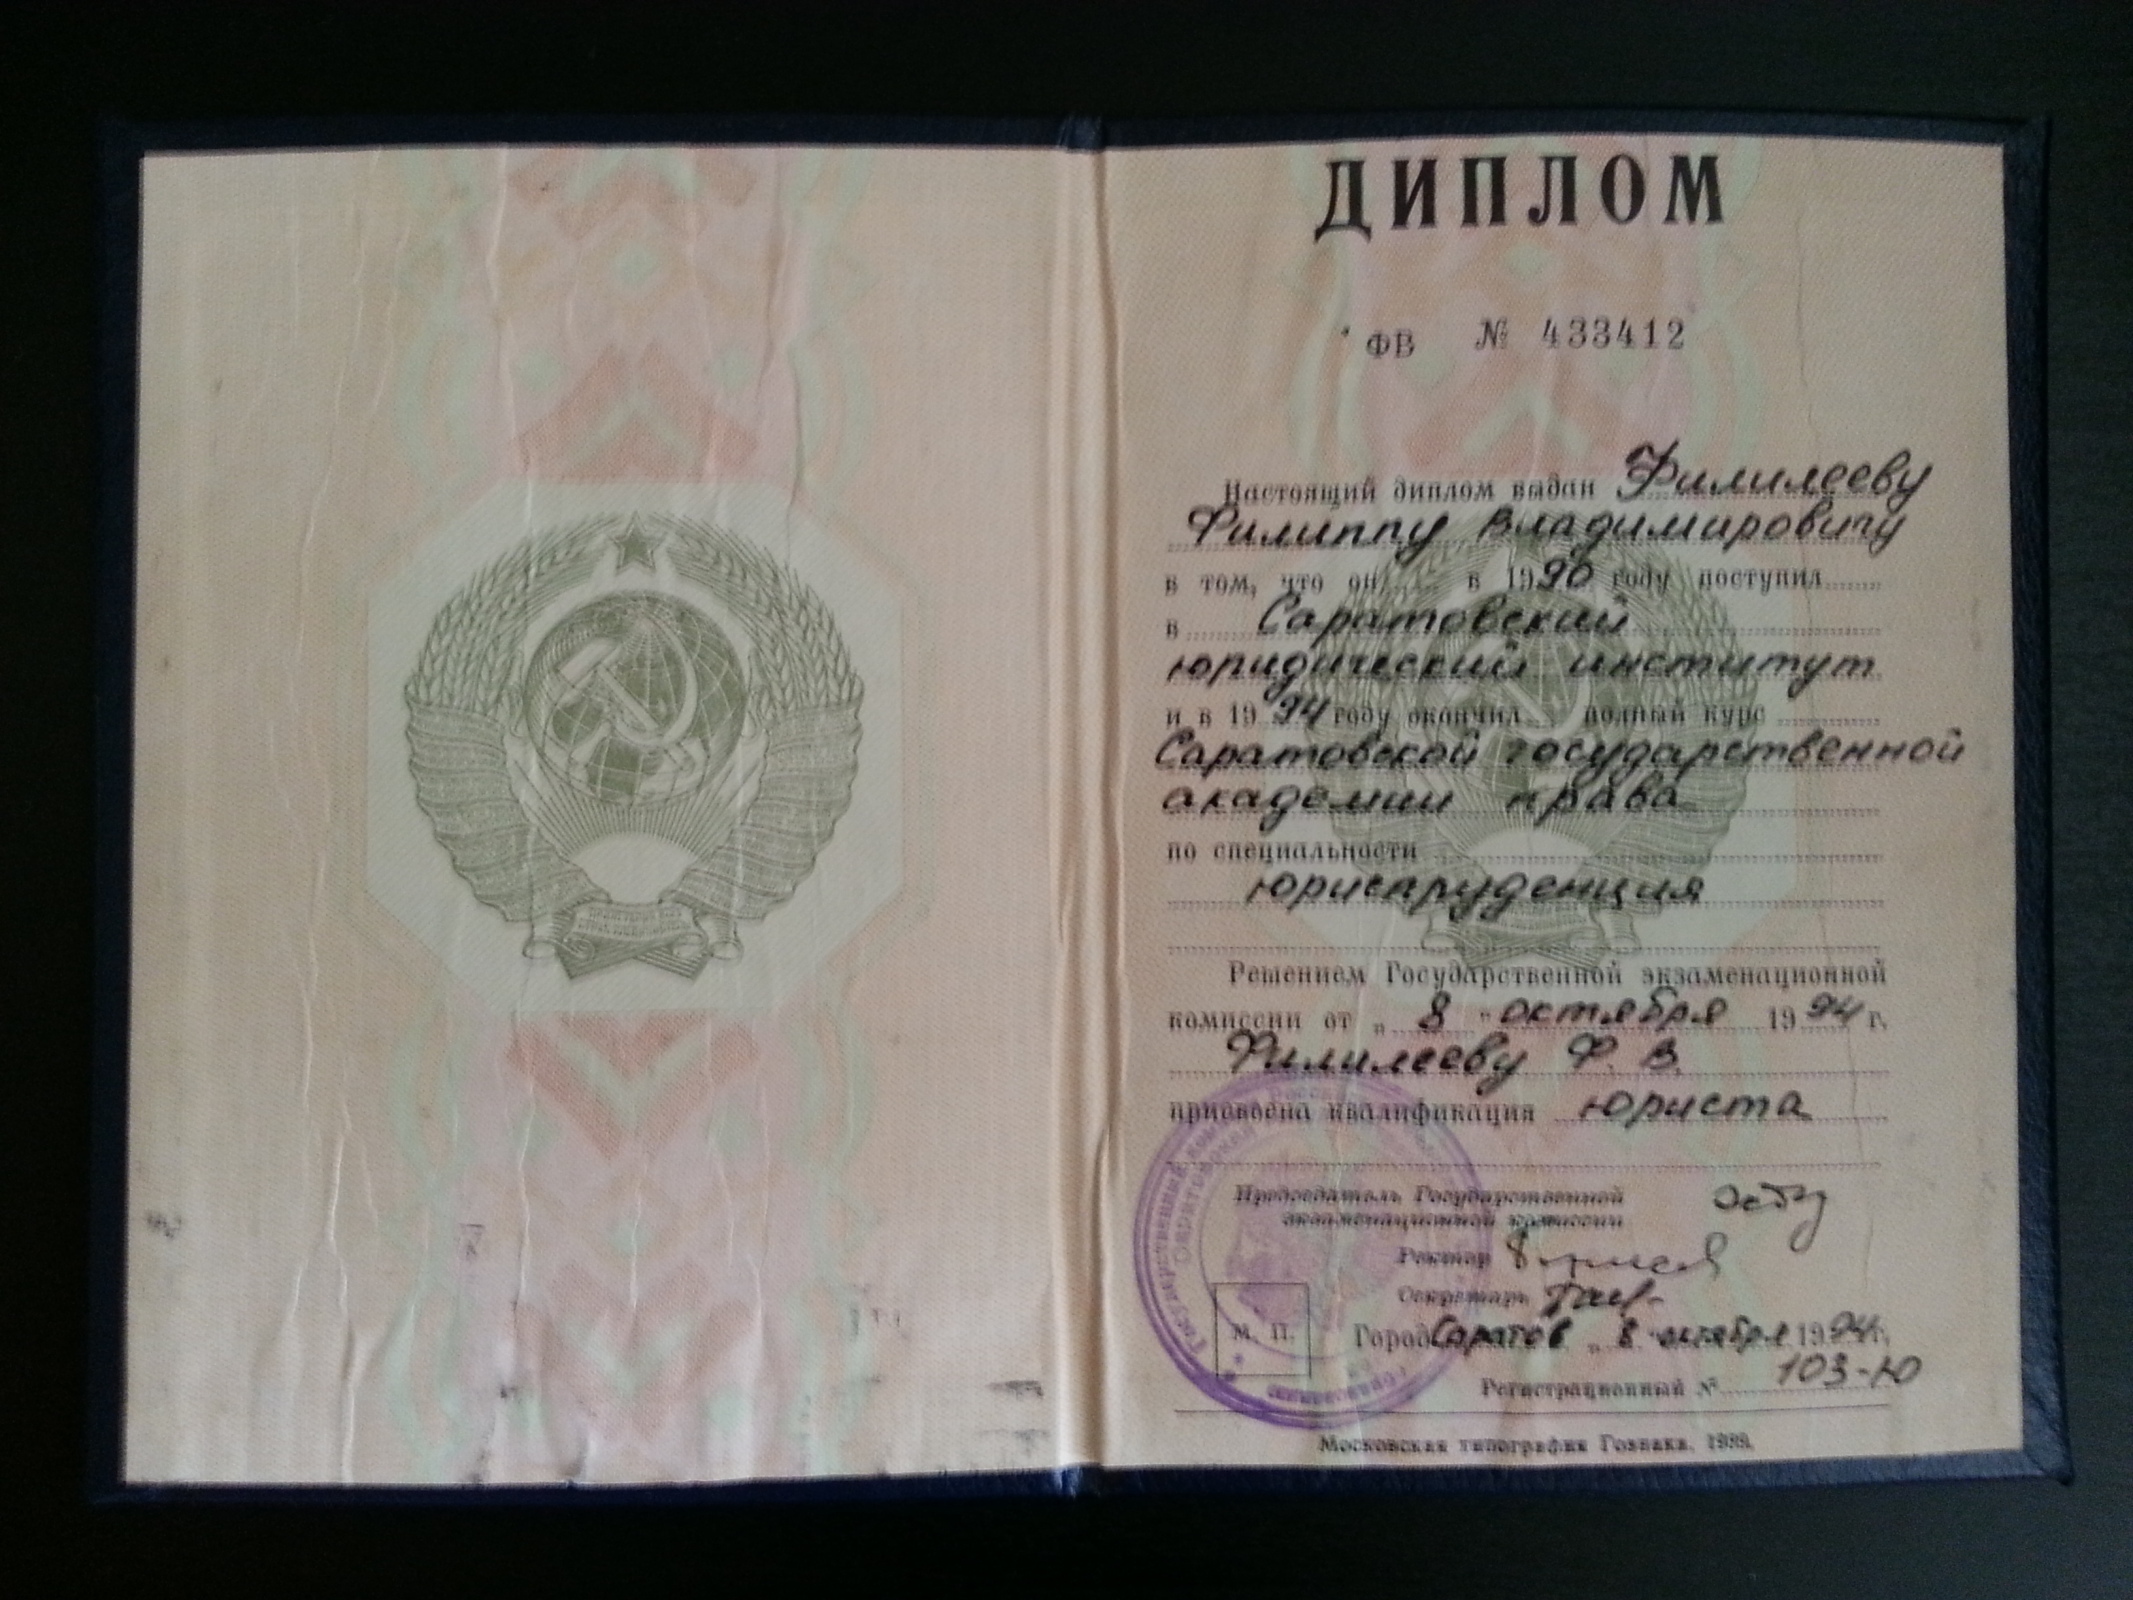 ДИПЛОМ
ФВ № 433412
Настоящий диплом выдан Филилееву
Филиппу Владимировичу
в том, что он в 1990 году поступил
в Саратовский
юридический институт
и в 1994 году окончил полный курс
Саратовской государственной
академии права
по специальности
юриспруденция
Решением Государственной экзаменационной
комиссии от „8" октября 1994 г.
Филилееву Ф. В.
присвоена квалификация юриста
Председатель Государственной
экзаменационной комиссии
Ректор
Секретарь
М. П.
Город Саратов „8" октября 1994 г.
Регистрационный № 103-Ю
Московская типография Гознака. 1989.